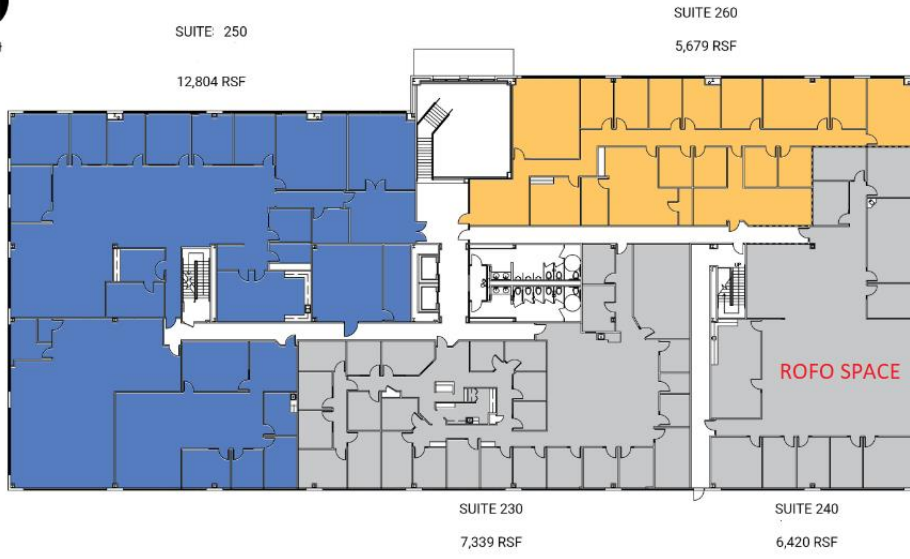 SUITE 250
12,804 RSF
SUITE 260
5,679 RSF
UP
ROFO SPACE
SUITE 230
7,339 RSF
SUITE 240
6,420 RSF